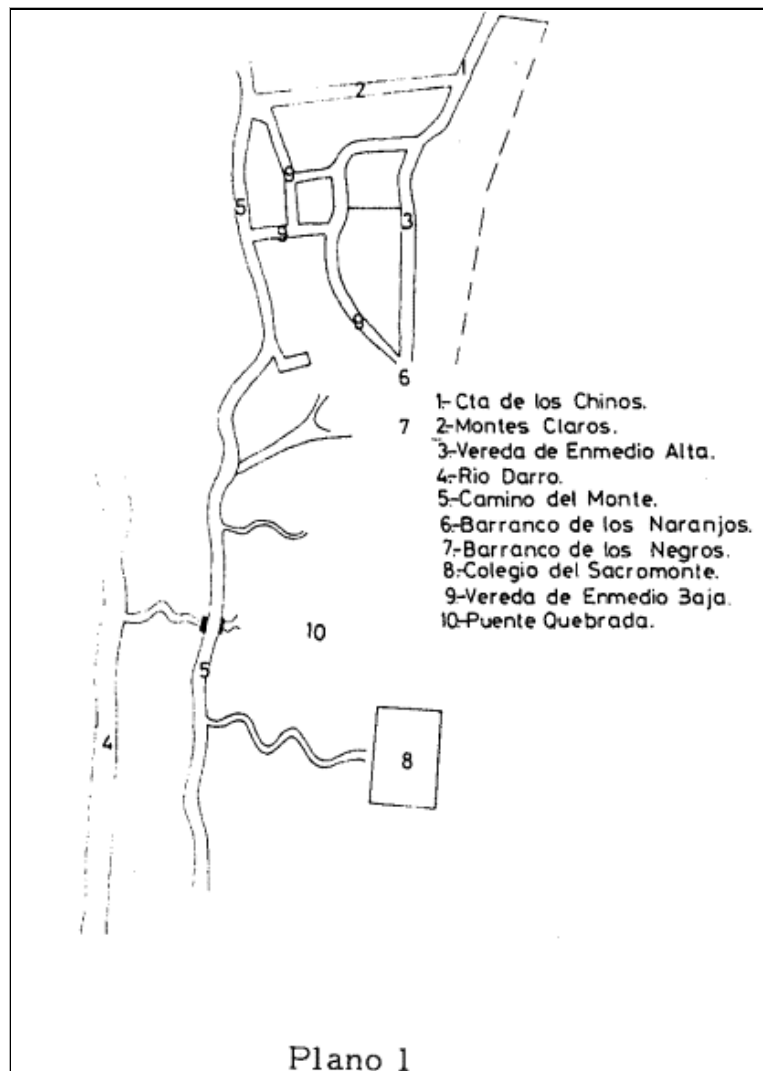 1
2
9
5
3
9
9
6
7
1.-Cta de los Chinos.
2.-Montes Claros.
3.-Vereda de Enmedio Alta.
4.-Rio Darro.
5.-Camino del Monte.
6.-Barranco de los Naranjos.
7.-Barranco de los Negros.
8.-Colegio del Sacromonte.
9.-Vereda de Enmedio Baja.
10.-Puente Quebrada.
10
5
4
8
Plano 1